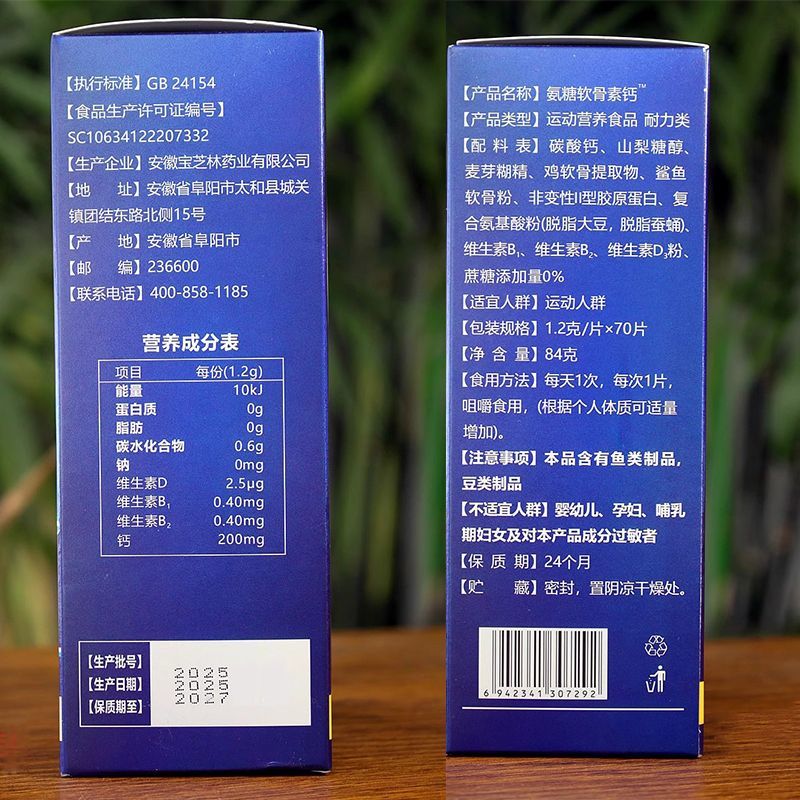 【执行标准】GB 24154
【食品生产许可证编号】
SC10634122207332
【生产企业】安徽宝芝林药业有限公司
【地　　址】安徽省阜阳市太和县城关
镇团结东路北侧15号
【产　　地】安徽省阜阳市
【邮　　编】236600
【联系电话】400-858-1185
营养成分表
项目 每份(1.2g)
能量 10kJ
蛋白质 0g
脂肪 0g
碳水化合物 0.6g
钠 0mg
维生素D 2.5μg
维生素B₁ 0.40mg
维生素B₂ 0.40mg
钙 200mg
【生产批号】 2025
【生产日期】 2025
【保质期至】 2027
【产品名称】氨糖软骨素钙™
【产品类型】运动营养食品 耐力类
【配 料 表】碳酸钙、山梨糖醇、
麦芽糊精、鸡软骨提取物、鲨鱼
软骨粉、非变性II型胶原蛋白、复
合氨基酸粉(脱脂大豆，脱脂蚕蛹)、
维生素B₁、维生素B₂、维生素D₃粉、
蔗糖添加量0%
【适宜人群】运动人群
【包装规格】1.2克/片×70片
【净 含 量】84克
【食用方法】每天1次，每次1片，
咀嚼食用，(根据个人体质可适量
增加)。
【注意事项】本品含有鱼类制品，
豆类制品
【不适宜人群】婴幼儿、孕妇、哺乳
期妇女及对本产品成分过敏者
【保 质 期】24个月
【贮　　藏】密封，置阴凉干燥处。
6 942341 307292